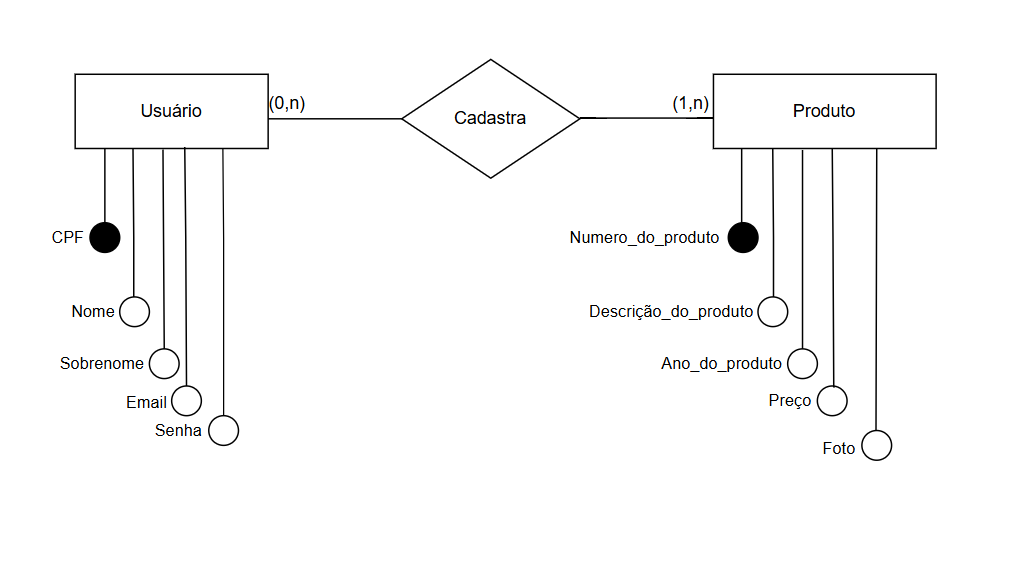 Usuário
(0,n)
Cadastra
(1,n)
Produto
CPF
Nome
Sobrenome
Email
Senha
Numero_do_produto
Descrição_do_produto
Ano_do_produto
Preço
Foto